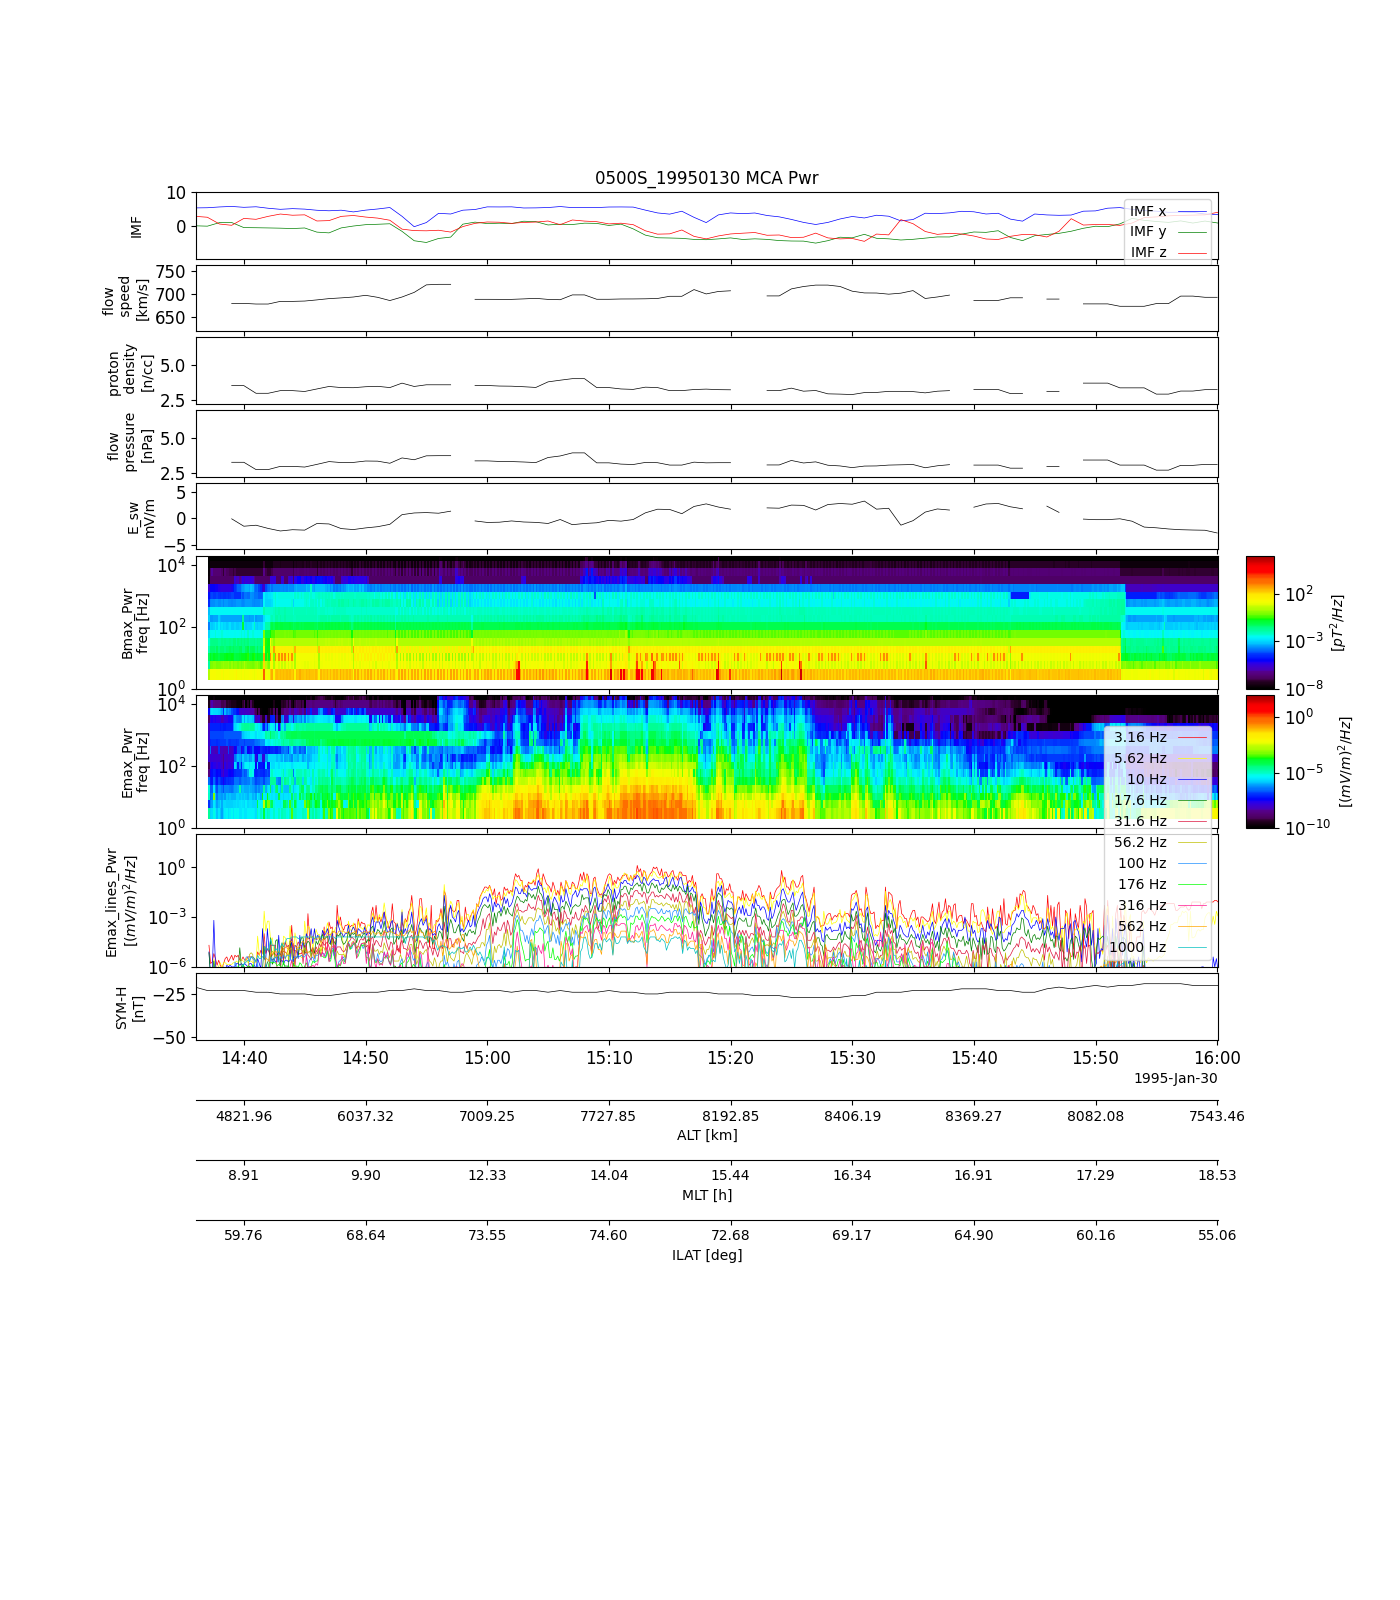 0500S_19950130 MCA Pwr
10
0
IMF
IMF x
IMF y
IMF z
750
700
650
flow
speed
[km/s]
5.0
2.5
proton
density
[n/cc]
5.0
2.5
flow
pressure
[nPa]
5
0
−5
E_sw
mV/m
10^4
10^2
10^0
Bmax_Pwr
freq [Hz]
10^2
10^−3
10^−8
[pT^2/Hz]
10^4
10^2
10^0
Emax_Pwr
freq [Hz]
10^0
10^−5
10^−10
[(mV/m)^2/Hz]
3.16 Hz
5.62 Hz
10 Hz
17.6 Hz
31.6 Hz
56.2 Hz
100 Hz
176 Hz
316 Hz
562 Hz
1000 Hz
10^0
10^−3
10^−6
Emax_lines_Pwr
[(mV/m)^2/Hz]
−25
−50
SYM-H
[nT]
14:40 14:50 15:00 15:10 15:20 15:30 15:40 15:50 16:00
1995-Jan-30
4821.96 6037.32 7009.25 7727.85 8192.85 8406.19 8369.27 8082.08 7543.46
ALT [km]
8.91 9.90 12.33 14.04 15.44 16.34 16.91 17.29 18.53
MLT [h]
59.76 68.64 73.55 74.60 72.68 69.17 64.90 60.16 55.06
ILAT [deg]